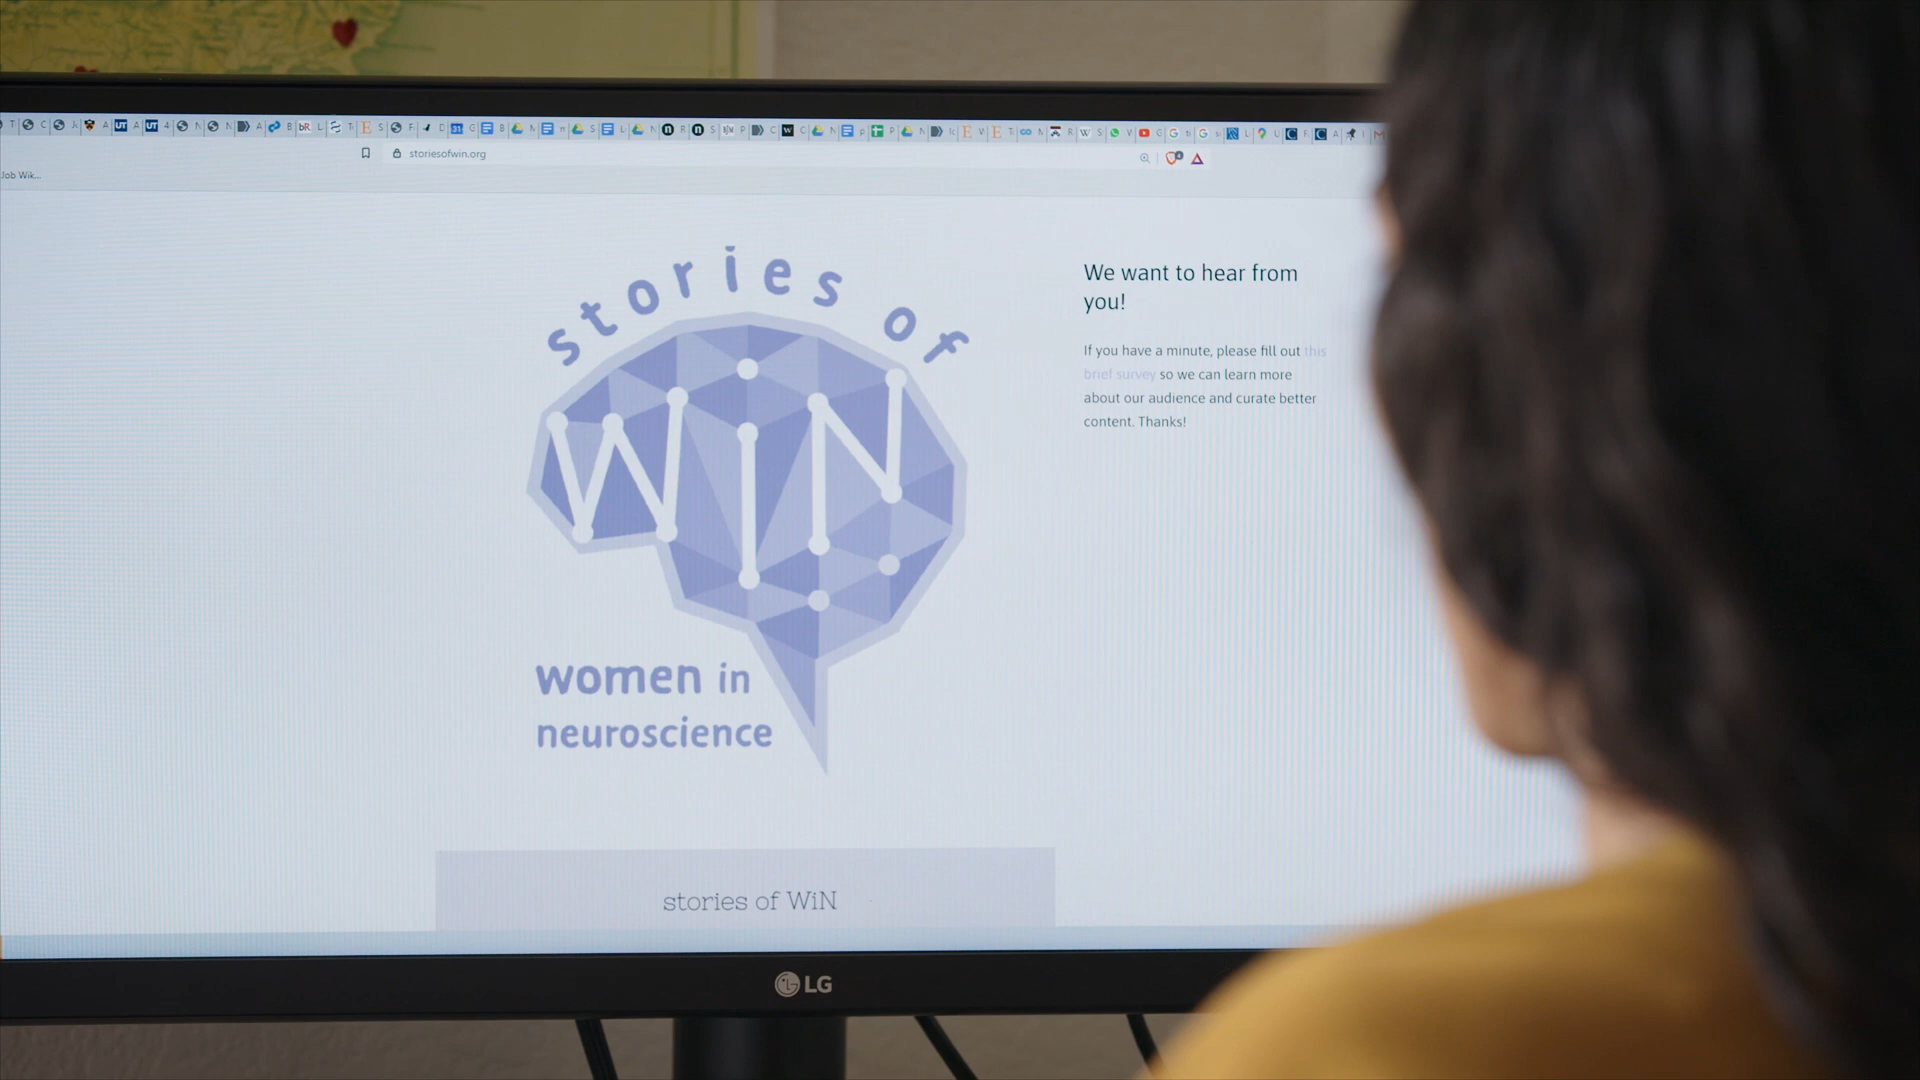 storiesofwin.org
Job Wik...
stories of
WiN
women in
neuroscience
We want to hear from
you!
If you have a minute, please fill out this
brief survey so we can learn more
about our audience and curate better
content. Thanks!
stories of WiN
LG